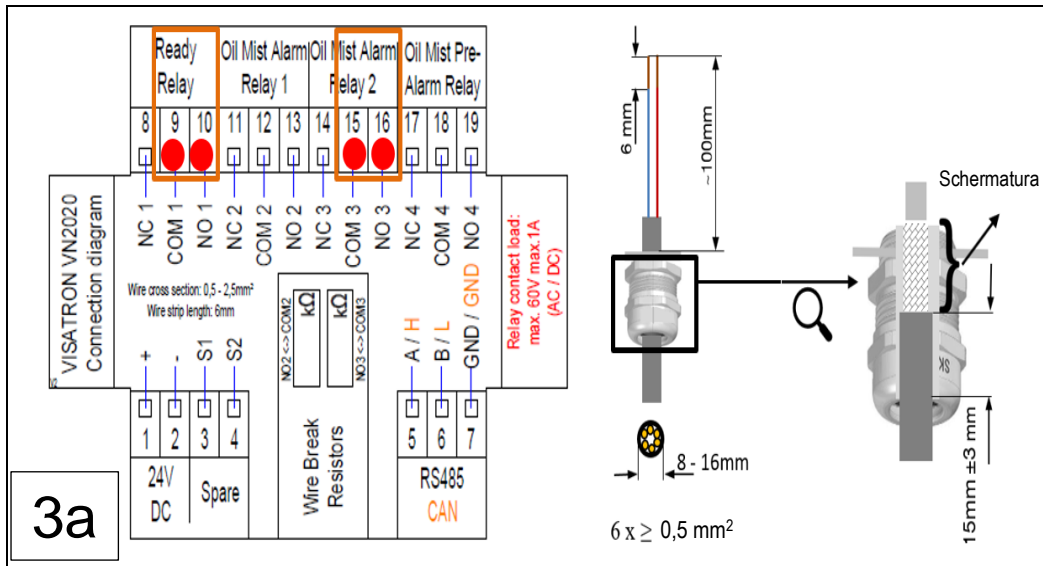 Ready
Relay
Oil Mist Alarm
Relay 1
Oil Mist Alarm
Relay 2
Oil Mist Pre-
Alarm Relay
8 9 10 11 12 13 14 15 16 17 18 19
NC 1
COM 1
NO 1
NC 2
COM 2
NO 2
NC 3
COM 3
NO 3
NC 4
COM 4
NO 4
VISATRON VN2020
Connection diagram
V2
Wire cross section: 0,5 - 2,5mm²
Wire strip length: 6mm
+
-
S1
S2
NO2 <-> COM2
kΩ
kΩ
NO3 <-> COM3
A / H
B / L
GND / GND
Relay contact load:
max. 60V max.1A
(AC / DC)
1 2 3 4
5 6 7
24V
DC
Spare
Wire Break
Resistors
RS485
CAN
3a
6 mm
~100mm
8 - 16mm
6 x ≥ 0,5 mm²
Schermatura
SK
15mm ±3 mm